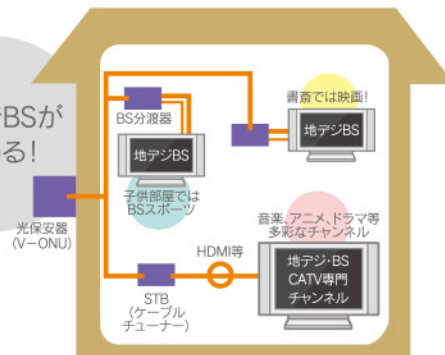 BSが
る!
光保安器
(V-ONU)
BS分渡器
地デジBS
子供部屋では
BSスポーツ
書斎では映画!
地デジBS
音楽、アニメ、ドラマ等
多彩なチャンネル
HDMI等
STB
(ケーブル
チューナー)
地デジ・BS
CATV専門
チャンネル